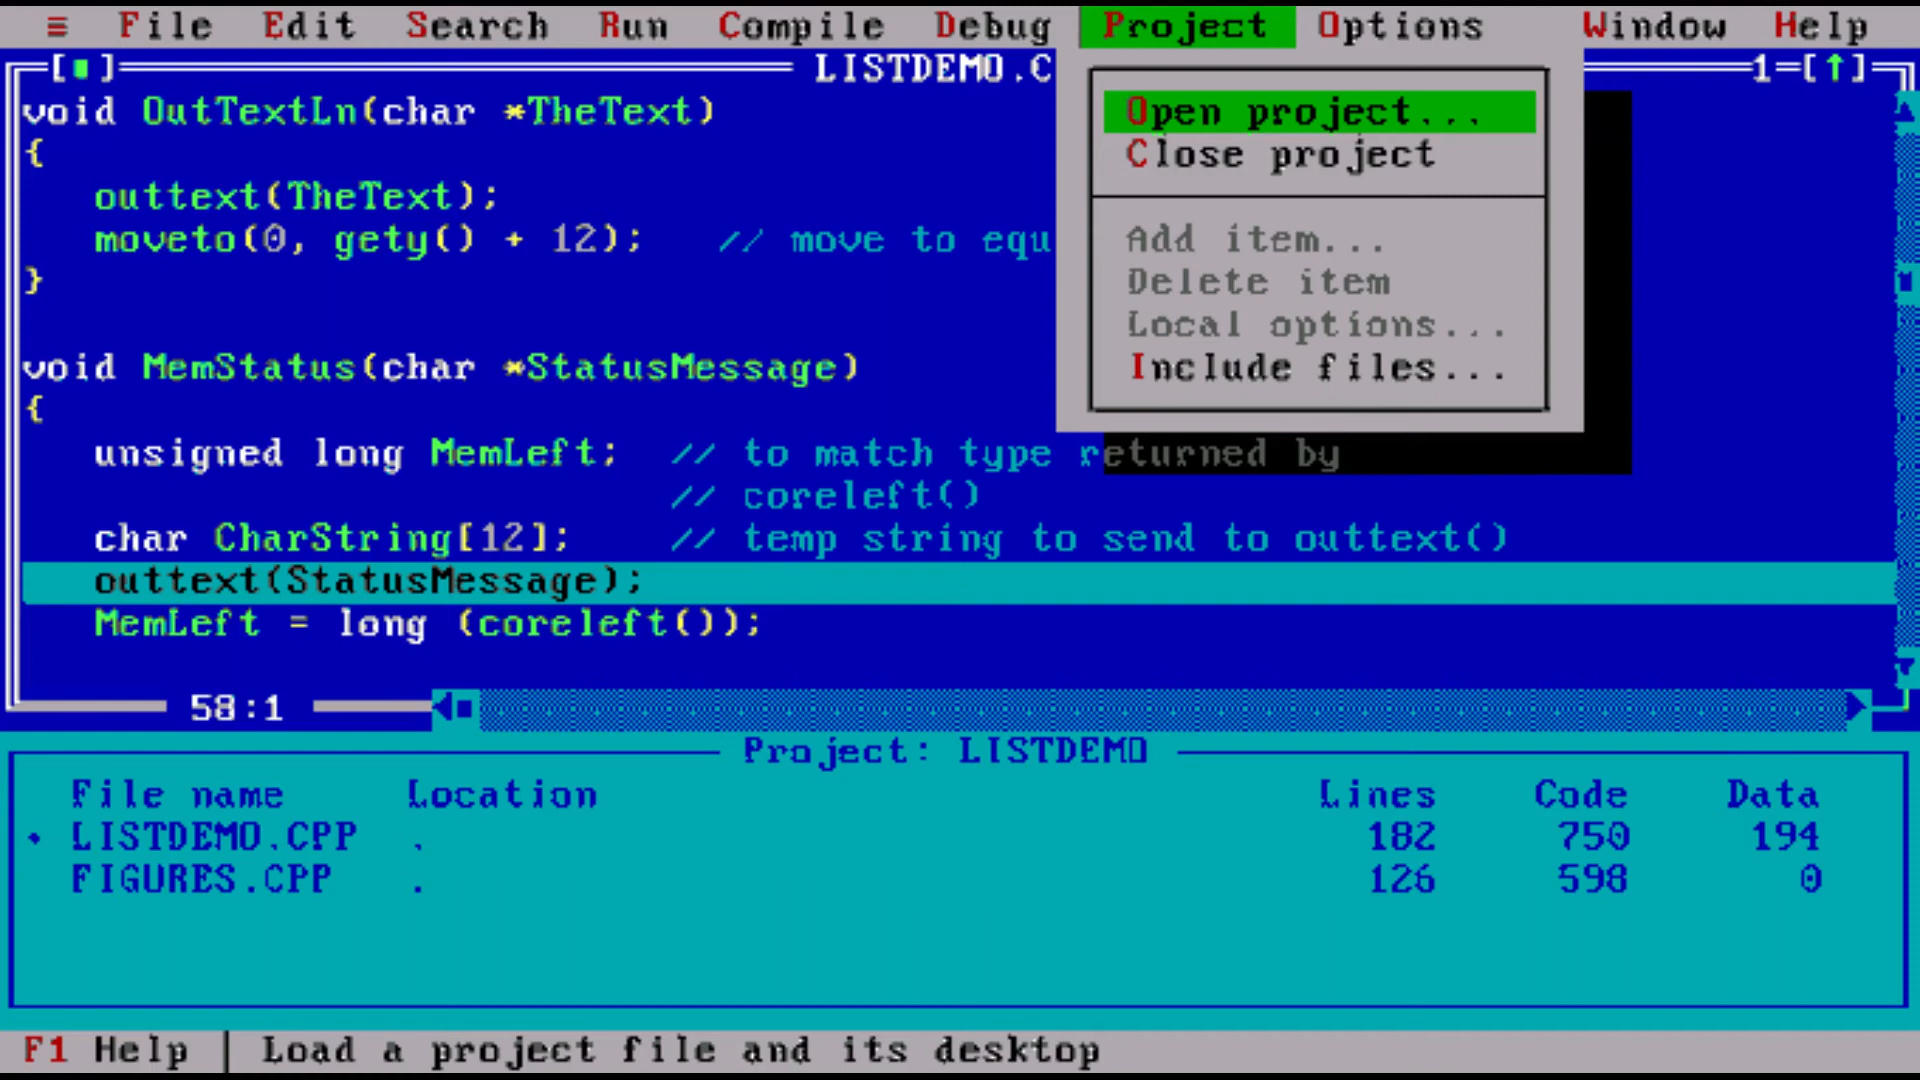 ≡ File Edit Search Run Compile Debug Project Options Window Help
[■] LISTDEMO.C 1=[↑]
void OutTextLn(char *TheText)
{
outtext(TheText);
moveto(0, gety() + 12); // move to equ
}
void MemStatus(char *StatusMessage)
{
unsigned long MemLeft; // to match type returned by
// coreleft()
char CharString[12]; // temp string to send to outtext()
outtext(StatusMessage);
MemLeft = long (coreleft());
58:1
Open project...
Close project
Add item...
Delete item
Local options...
Include files...
Project: LISTDEMO
File name Location Lines Code Data
• LISTDEMO.CPP . 182 750 194
FIGURES.CPP . 126 598 0
F1 Help │ Load a project file and its desktop